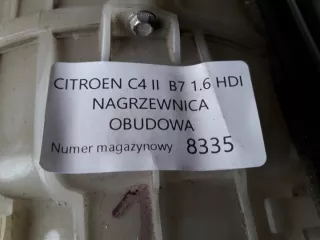 CITROEN C4 II B7 1.6 HDI
NAGRZEWNICA
OBUDOWA
Numer magazynowy 8335